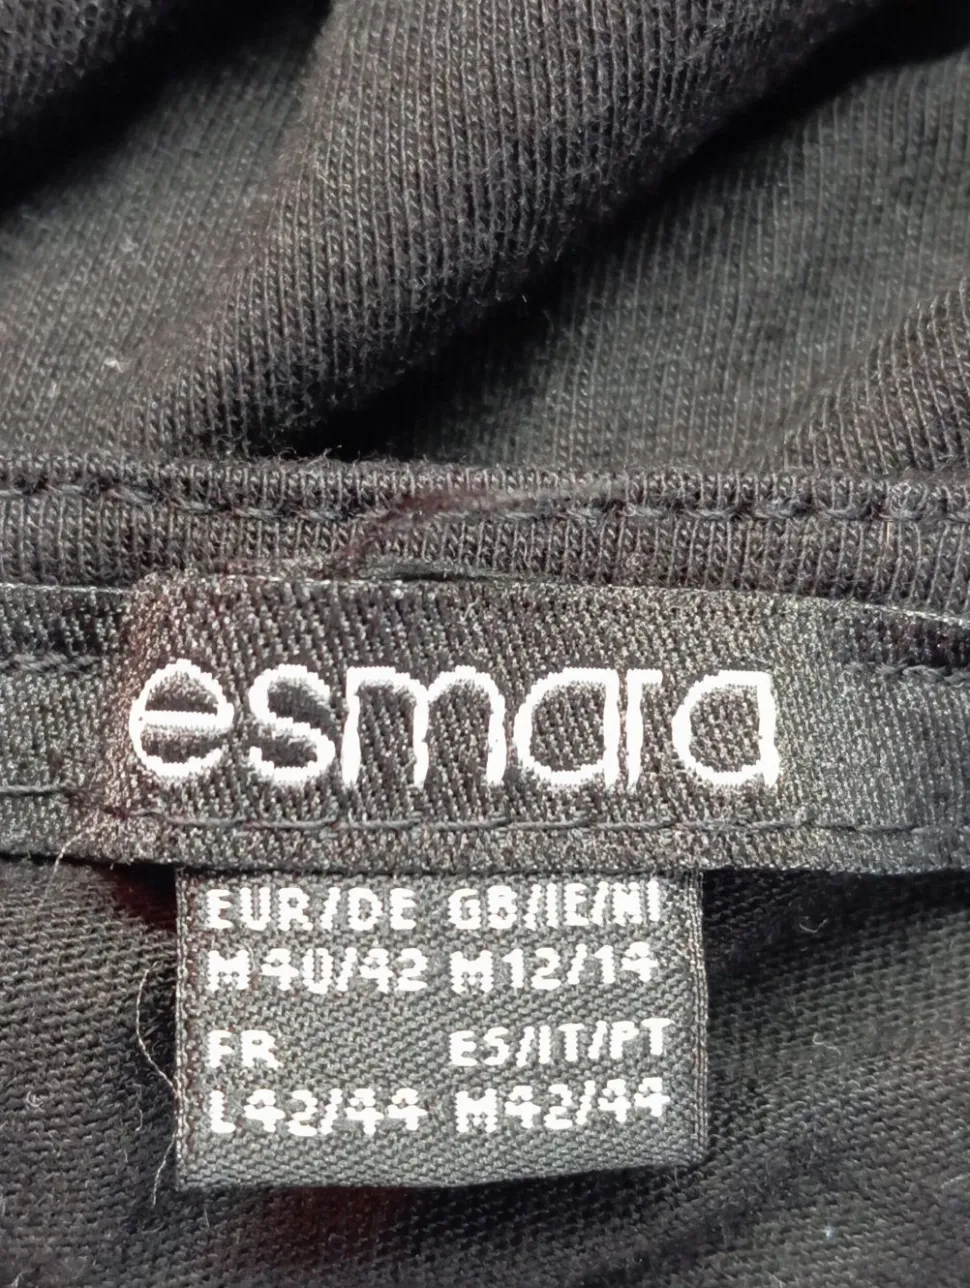 esmara
EUR/DE GB/IE/NI
M 40/42 M 12/14
FR ES/IT/PT
L 42/44 M 42/44